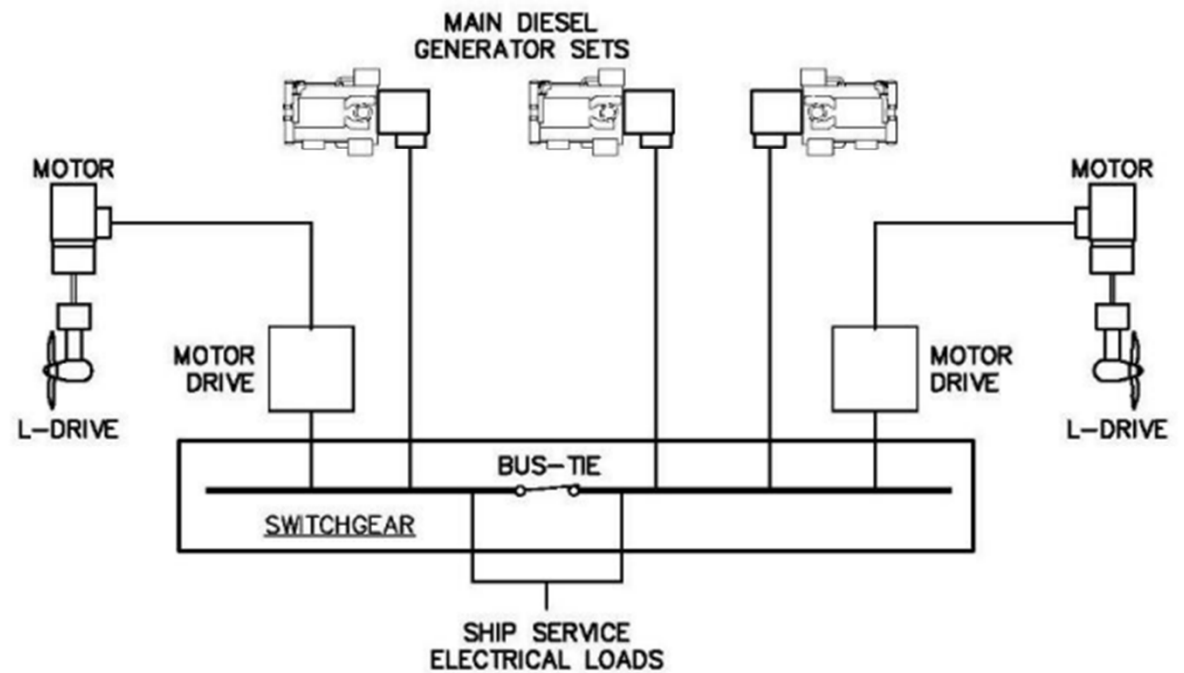 MAIN DIESEL
GENERATOR SETS
MOTOR
MOTOR
MOTOR
DRIVE
MOTOR
DRIVE
L-DRIVE
L-DRIVE
BUS-TIE
SWITCHGEAR
SHIP SERVICE
ELECTRICAL LOADS